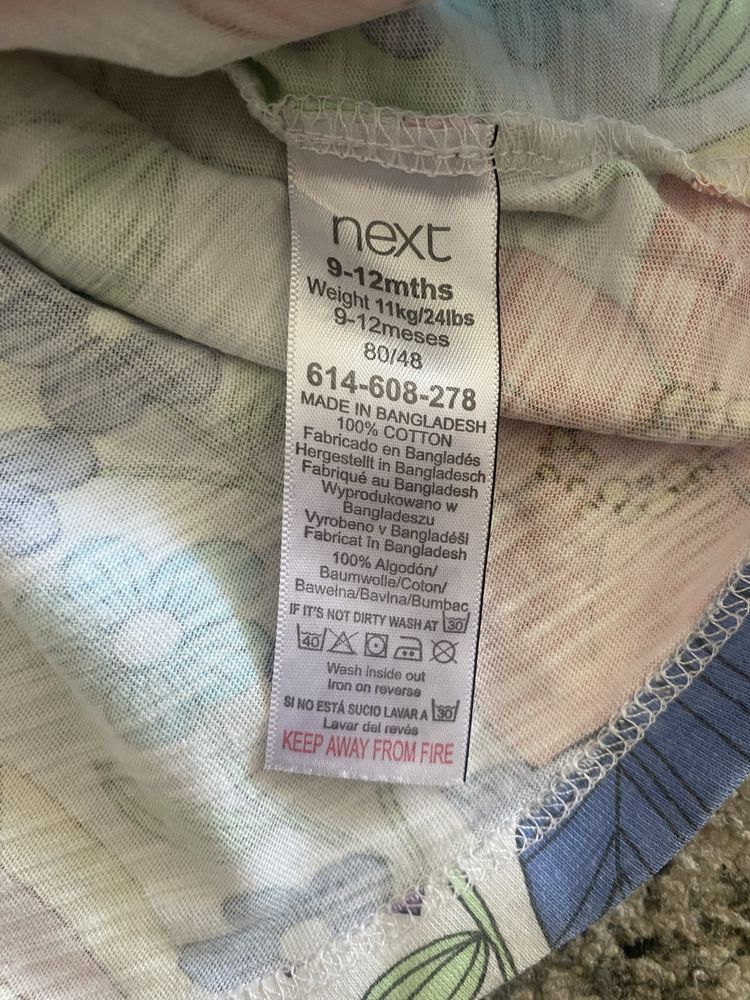 next
9-12mths
Weight 11kg/24lbs
9-12meses
80/48
614-608-278
MADE IN BANGLADESH
100% COTTON
Fabricado en Bangladés
Hergestellt in Bangladesch
Fabriqué au Bangladesh
Wyprodukowano w
Bangladeszu
Vyrobeno v Bangladéši
Fabricat în Bangladesh
100% Algodón/
Baumwolle/Coton/
Bawełna/Bavlna/Bumbac
IF IT'S NOT DIRTY WASH AT 30
40
Wash inside out
Iron on reverse
SI NO ESTÁ SUCIO LAVAR A 30
Lavar del revés
KEEP AWAY FROM FIRE